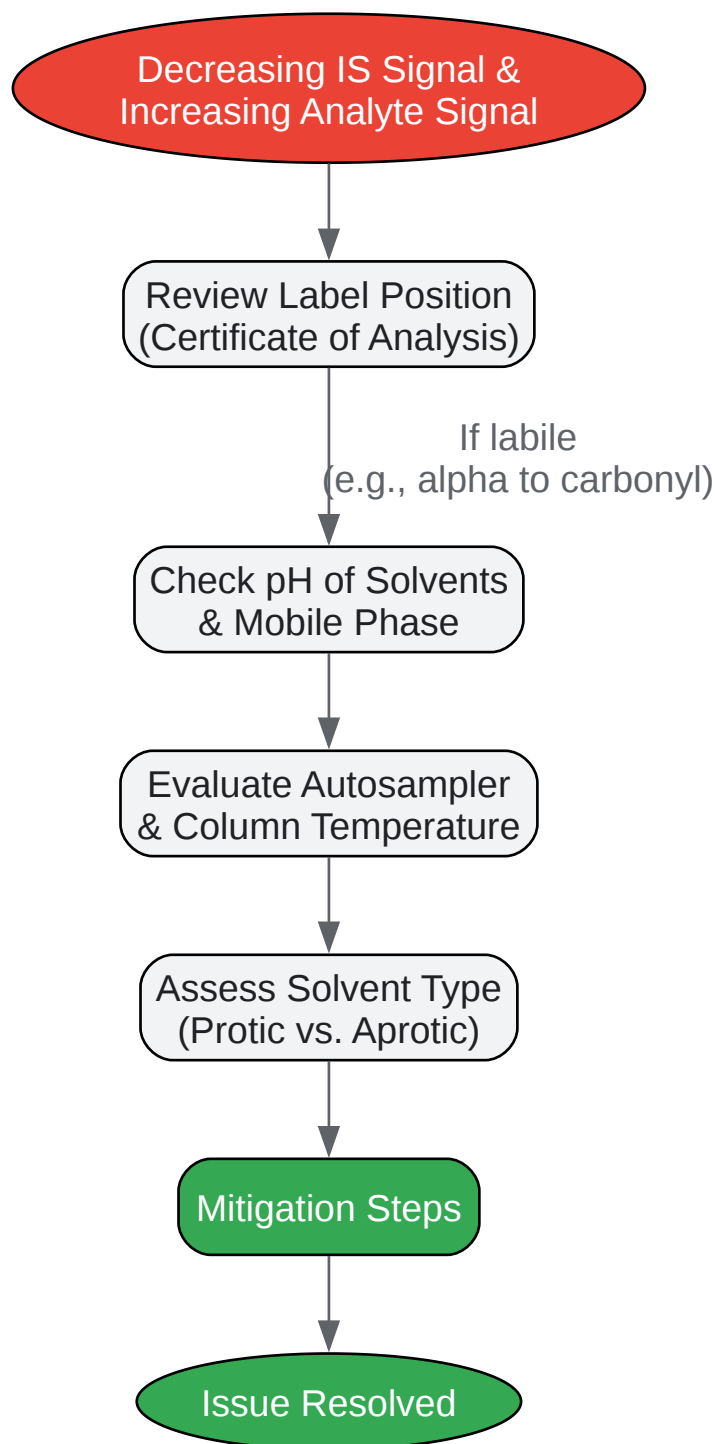 Decreasing IS Signal &
Increasing Analyte Signal
Review Label Position
(Certificate of Analysis)
If labile
(e.g., alpha to carbonyl)
Check pH of Solvents
& Mobile Phase
Evaluate Autosampler
& Column Temperature
Assess Solvent Type
(Protic vs. Aprotic)
Mitigation Steps
Issue Resolved